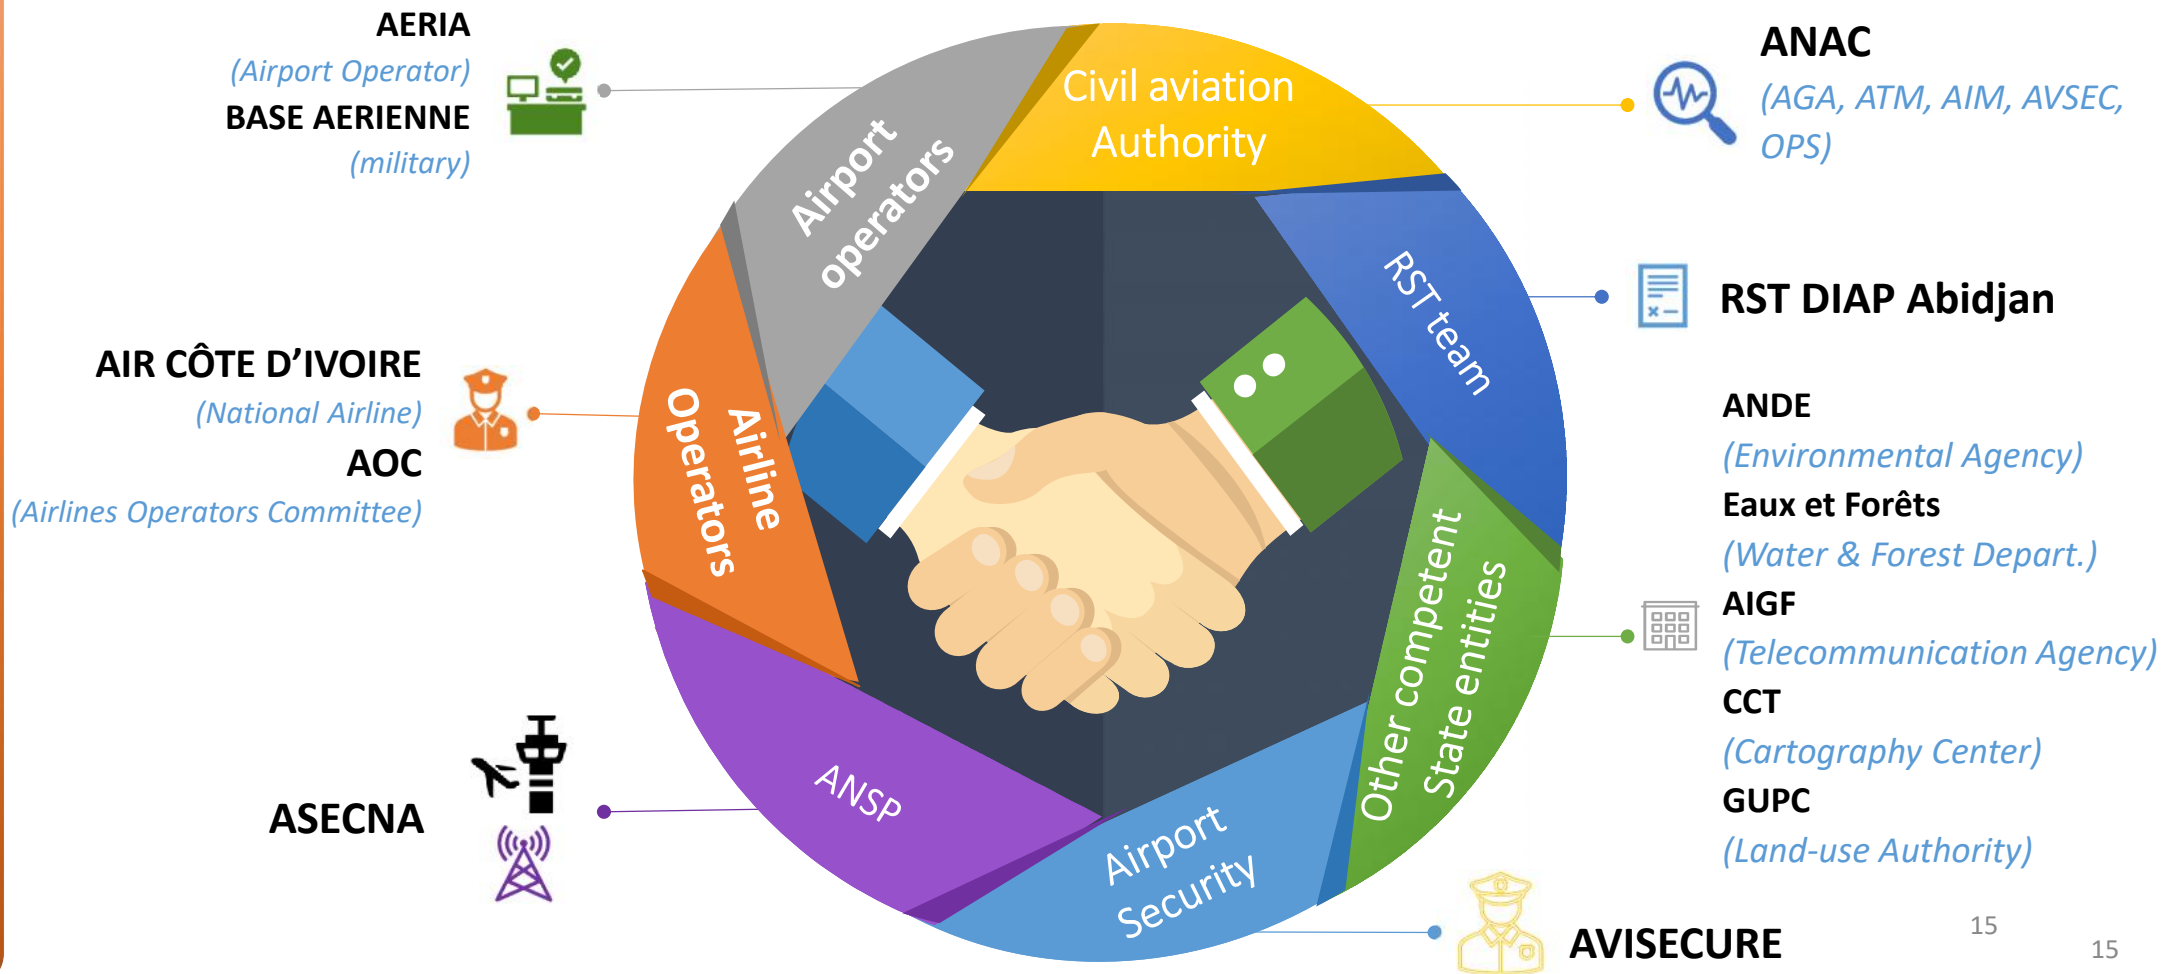 AERIA
(Airport Operator)
BASE AERIENNE
(military)
AIR CÔTE D’IVOIRE
(National Airline)
AOC
(Airlines Operators Committee)
ASECNA
Airport
operators
Civil aviation
Authority
RST team
Other competent
State entities
Airport
Security
ANSP
Airline
Operators
ANAC
(AGA, ATM, AIM, AVSEC,
OPS)
RST DIAP Abidjan
ANDE
(Environmental Agency)
Eaux et Forêts
(Water & Forest Depart.)
AIGF
(Telecommunication Agency)
CCT
(Cartography Center)
GUPC
(Land-use Authority)
AVISECURE
15
15